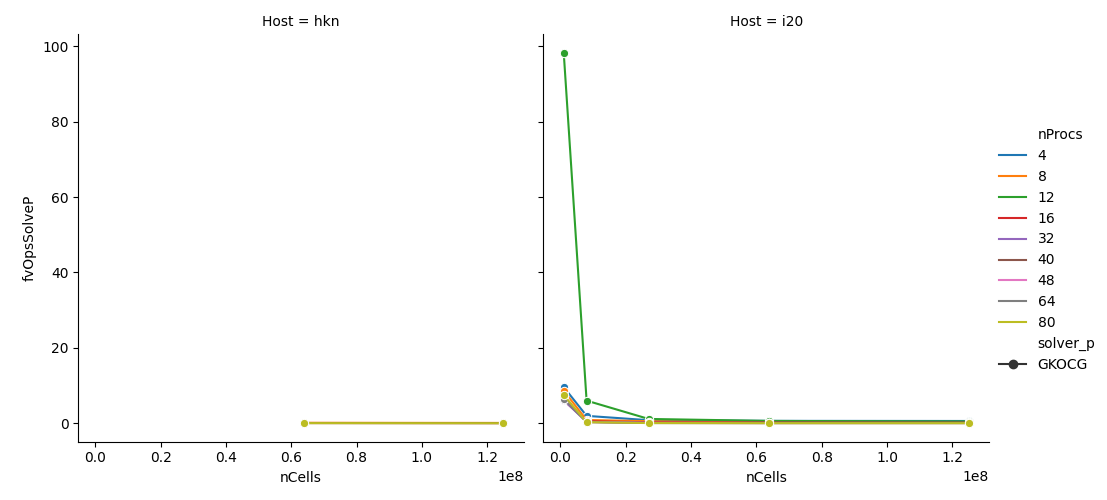 Host = hkn
Host = i20
fvOpsSolveP
100
80
60
40
20
0
0.0 0.2 0.4 0.6 0.8 1.0 1.2
1e8
nCells
0.0 0.2 0.4 0.6 0.8 1.0 1.2
1e8
nCells
nProcs
4
8
12
16
32
40
48
64
80
solver_p
GKOCG